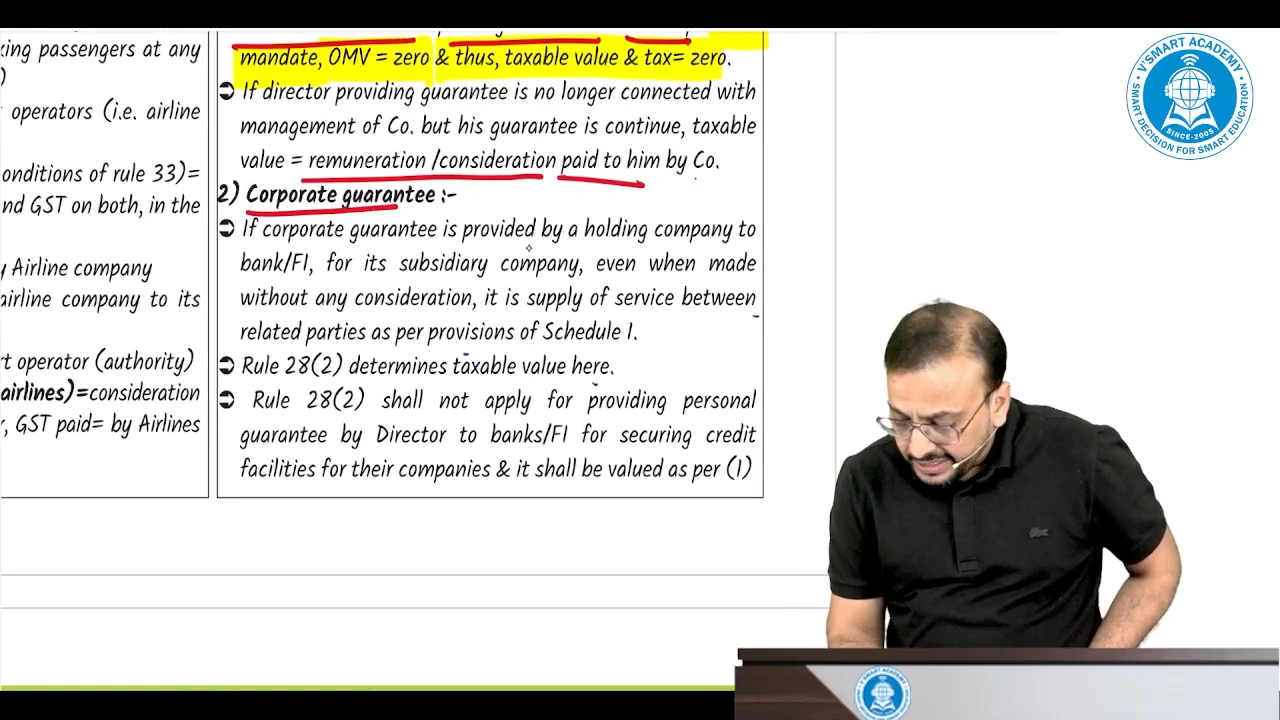 king passengers at any
)
operators (i.e. airline
onditions of rule 33)=
nd GST on both, in the
y Airline company
airline company to its
rt operator (authority)
airlines)=consideration
, GST paid= by Airlines
mandate, OMV = zero & thus, taxable value & tax= zero.
➲ If director providing guarantee is no longer connected with
management of Co. but his guarantee is continue, taxable
value = remuneration /consideration paid to him by Co.
2) Corporate guarantee :-
➲ If corporate guarantee is provided by a holding company to
bank/FI, for its subsidiary company, even when made
without any consideration, it is supply of service between
related parties as per provisions of Schedule I.
➲ Rule 28(2) determines taxable value here.
➲ Rule 28(2) shall not apply for providing personal
guarantee by Director to banks/FI for securing credit
facilities for their companies & it shall be valued as per (1)
V'SMART ACADEMY
SINCE-2005
SMART DECISION FOR SMART EDUCATION